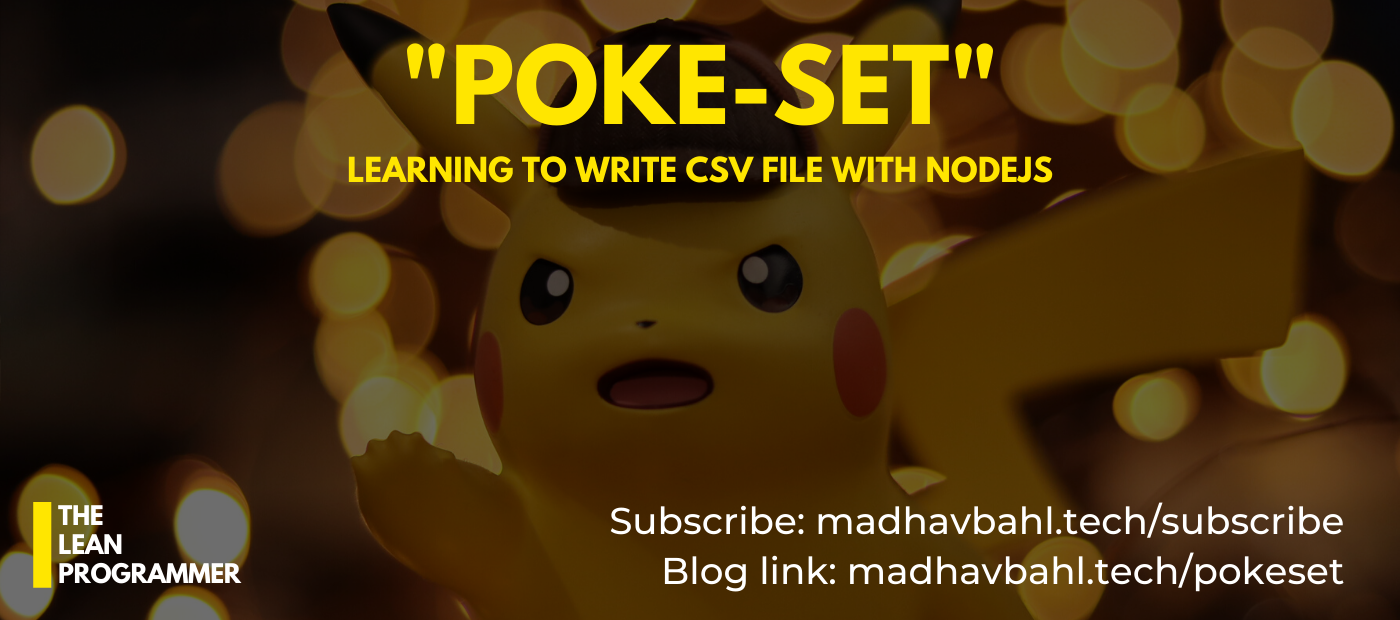 "POKE-SET"
LEARNING TO WRITE CSV FILE WITH NODEJS
THE
LEAN
PROGRAMMER
Subscribe: madhavbahl.tech/subscribe
Blog link: madhavbahl.tech/pokeset